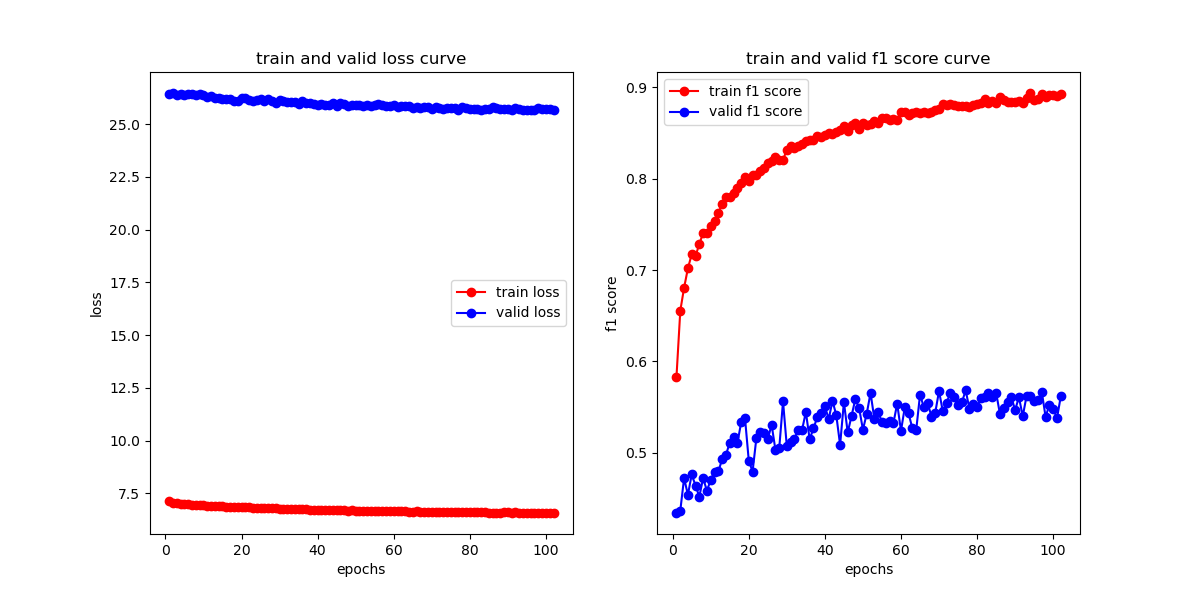 train and valid loss curve
loss
25.0
22.5
20.0
17.5
15.0
12.5
10.0
7.5
train loss
valid loss
0
20
40
60
80
100
epochs
train and valid f1 score curve
f1 score
0.9
0.8
0.7
0.6
0.5
train f1 score
valid f1 score
0
20
40
60
80
100
epochs